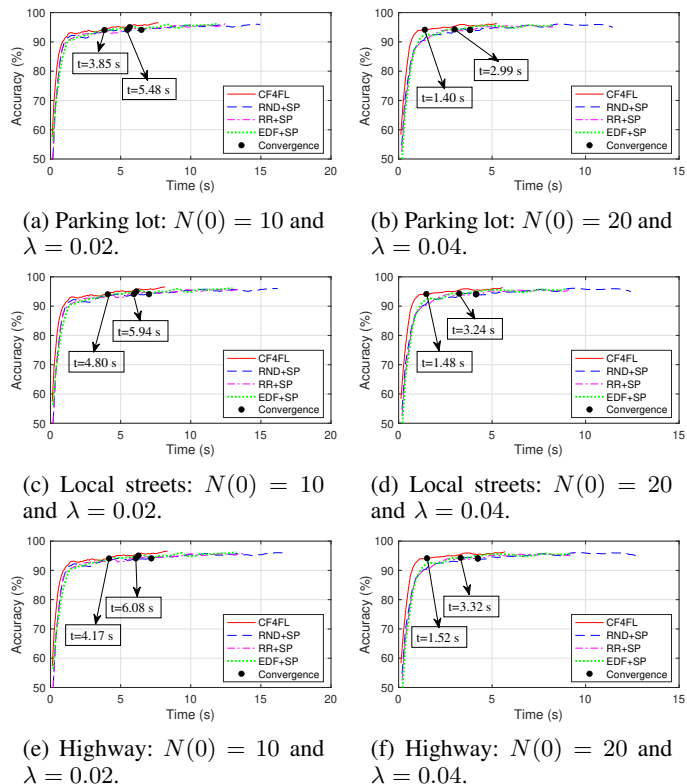 100
90
80
70
60
50
Accuracy (%)
t=3.85 s
t=5.48 s
CF4FL
RND+SP
RR+SP
EDF+SP
Convergence
0
5
10
15
20
Time (s)
(a) Parking lot: N(0) = 10 and
λ = 0.02.
100
90
80
70
60
50
Accuracy (%)
t=1.40 s
t=2.99 s
CF4FL
RND+SP
RR+SP
EDF+SP
Convergence
0
5
10
15
Time (s)
(b) Parking lot: N(0) = 20 and
λ = 0.04.
100
90
80
70
60
50
Accuracy (%)
t=5.94 s
t=4.80 s
CF4FL
RND+SP
RR+SP
EDF+SP
Convergence
0
5
10
15
20
Time (s)
(c) Local streets: N(0) = 10
and λ = 0.02.
100
90
80
70
60
50
Accuracy (%)
t=3.24 s
t=1.48 s
CF4FL
RND+SP
RR+SP
EDF+SP
Convergence
0
5
10
15
Time (s)
(d) Local streets: N(0) = 20
and λ = 0.04.
100
90
80
70
60
50
Accuracy (%)
t=6.08 s
t=4.17 s
CF4FL
RND+SP
RR+SP
EDF+SP
Convergence
0
5
10
15
20
Time (s)
(e) Highway: N(0) = 10 and
λ = 0.02.
100
90
80
70
60
50
Accuracy (%)
t=3.32 s
t=1.52 s
CF4FL
RND+SP
RR+SP
EDF+SP
Convergence
0
5
10
15
Time (s)
(f) Highway: N(0) = 20 and
λ = 0.04.